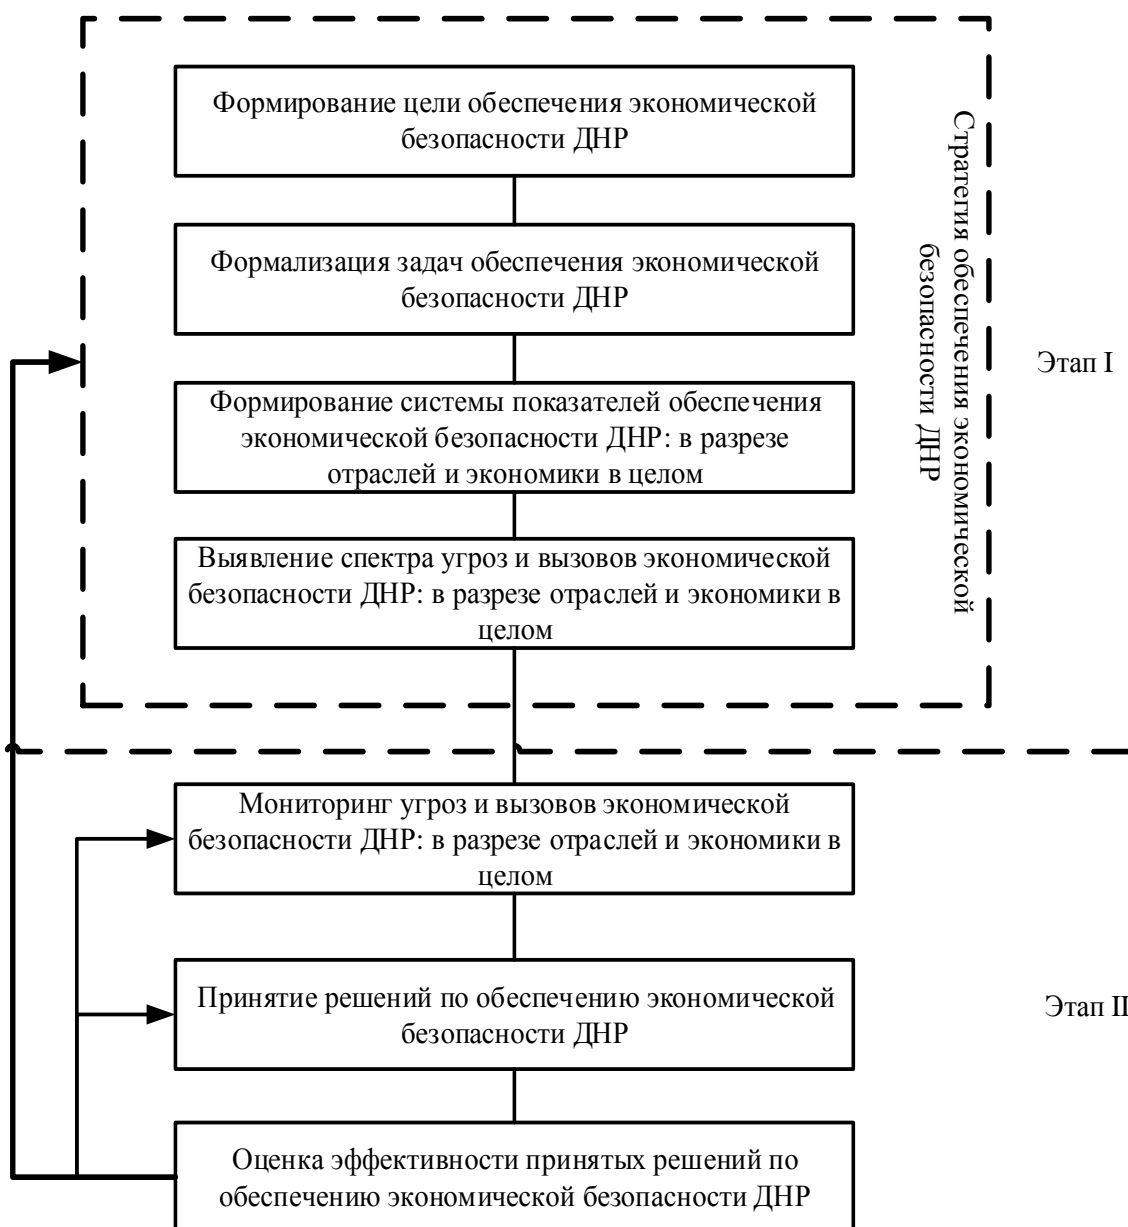 Формирование цели обеспечения экономической
безопасности ДНР
Формализация задач обеспечения экономической
безопасности ДНР
Формирование системы показателей обеспечения
экономической безопасности ДНР: в разрезе
отраслей и экономики в целом
Выявление спектра угроз и вызовов экономической
безопасности ДНР: в разрезе отраслей и экономики в
целом
Стратегия обеспечения экономической
безопасности ДНР
Этап I
Мониторинг угроз и вызовов экономической
безопасности ДНР: в разрезе отраслей и экономики в
целом
Принятие решений по обеспечению экономической
безопасности ДНР
Этап II
Оценка эффективности принятых решений по
обеспечению экономической безопасности ДНР